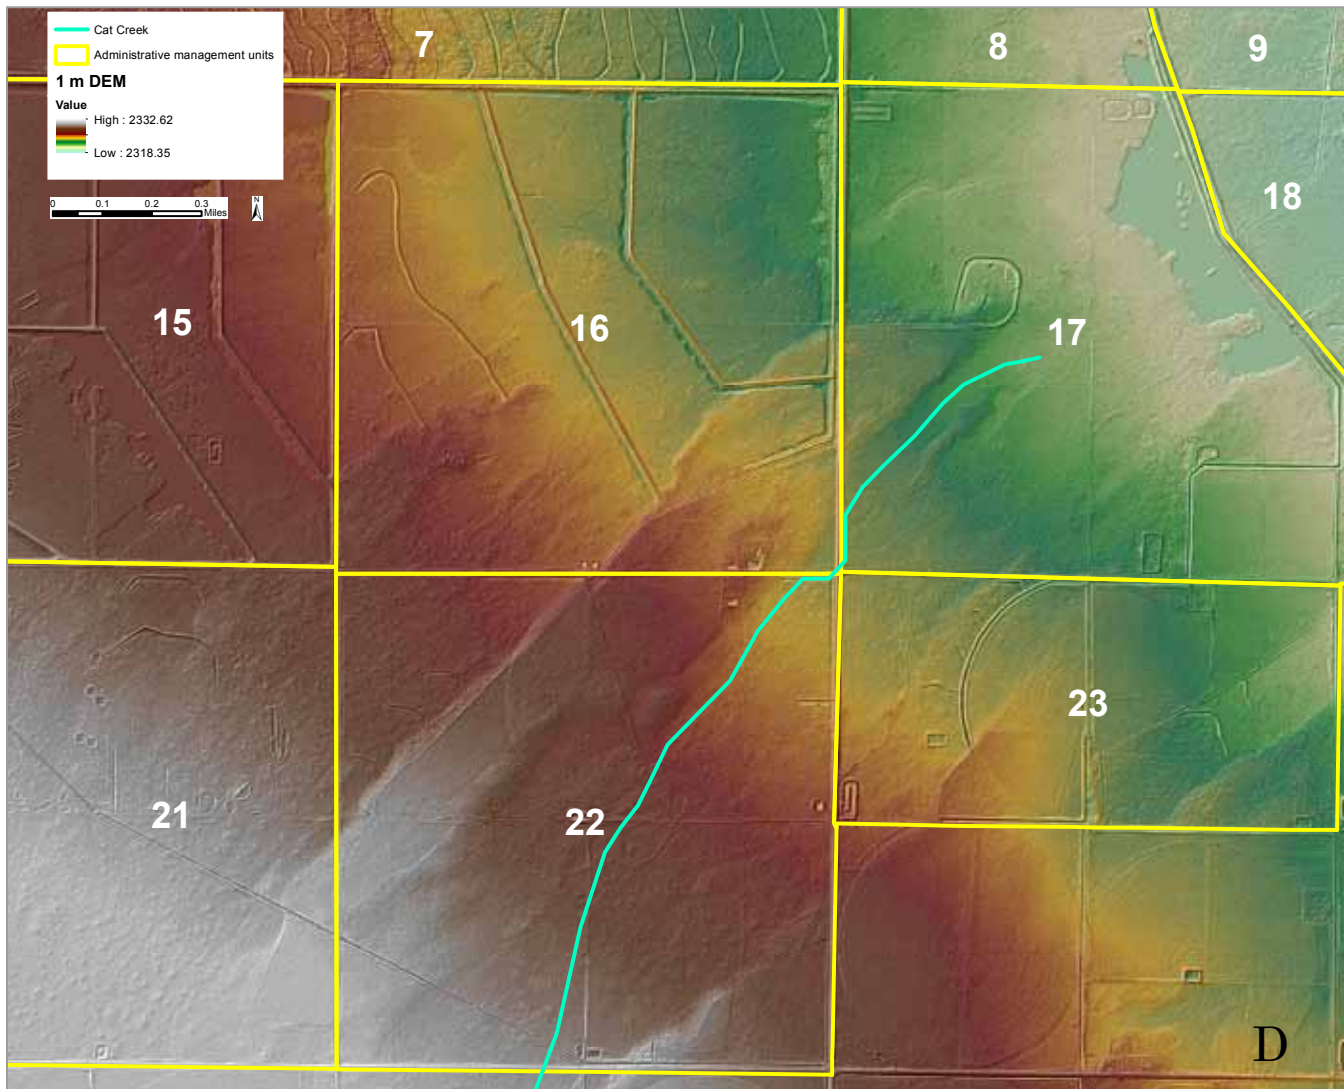 Cat Creek
Administrative management units
1 m DEM
Value
High : 2332.62
Low : 2318.35
0 0.1 0.2 0.3
Miles
N
7
8
9
18
15
16
17
23
21
22
D